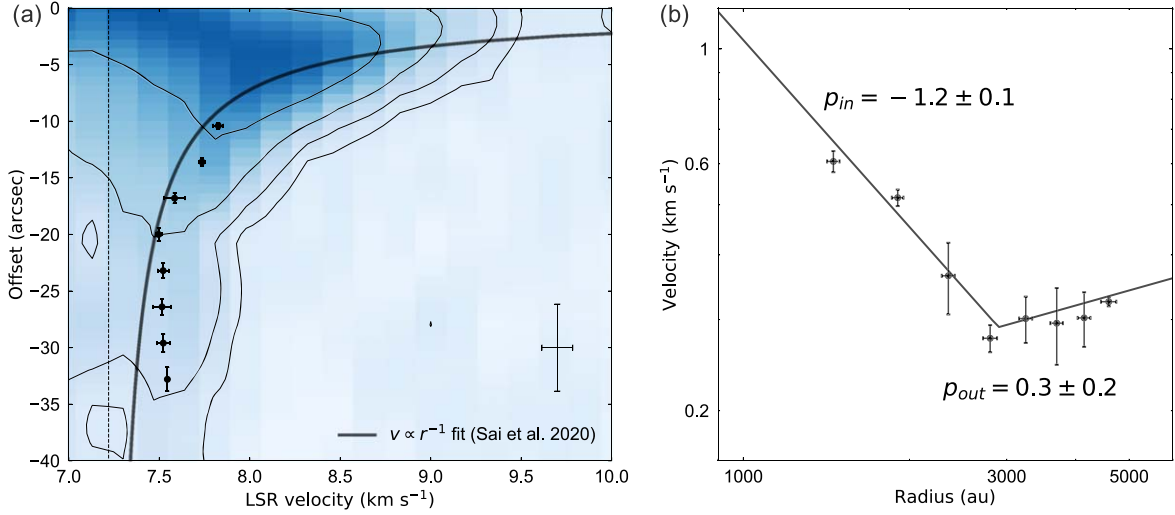 (a)
0
−5
−10
−15
−20
−25
−30
−35
−40
Offset (arcsec)
7.0 7.5 8.0 8.5 9.0 9.5 10.0
LSR velocity (km s⁻¹)
v ∝ r⁻¹ fit (Sai et al. 2020)
(b)
1
0.6
0.2
Velocity (km s⁻¹)
p_in = −1.2 ± 0.1
p_out = 0.3 ± 0.2
1000 3000 5000
Radius (au)